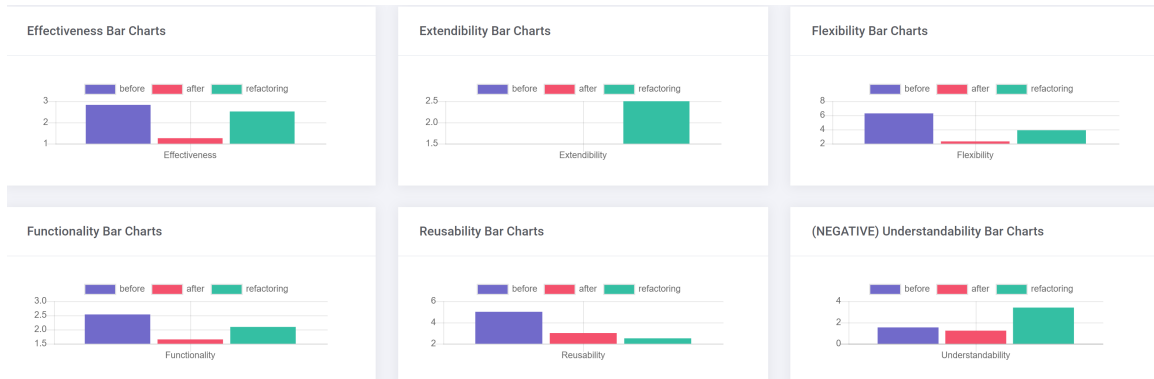 Effectiveness Bar Charts
before after refactoring
3
2
1
Effectiveness
Extendibility Bar Charts
before after refactoring
2.5
2.0
1.5
Extendibility
Flexibility Bar Charts
before after refactoring
8
6
4
2
Flexibility
Functionality Bar Charts
before after refactoring
3.0
2.5
2.0
1.5
Functionality
Reusability Bar Charts
before after refactoring
6
4
2
Reusability
(NEGATIVE) Understandability Bar Charts
before after refactoring
4
2
0
Understandability